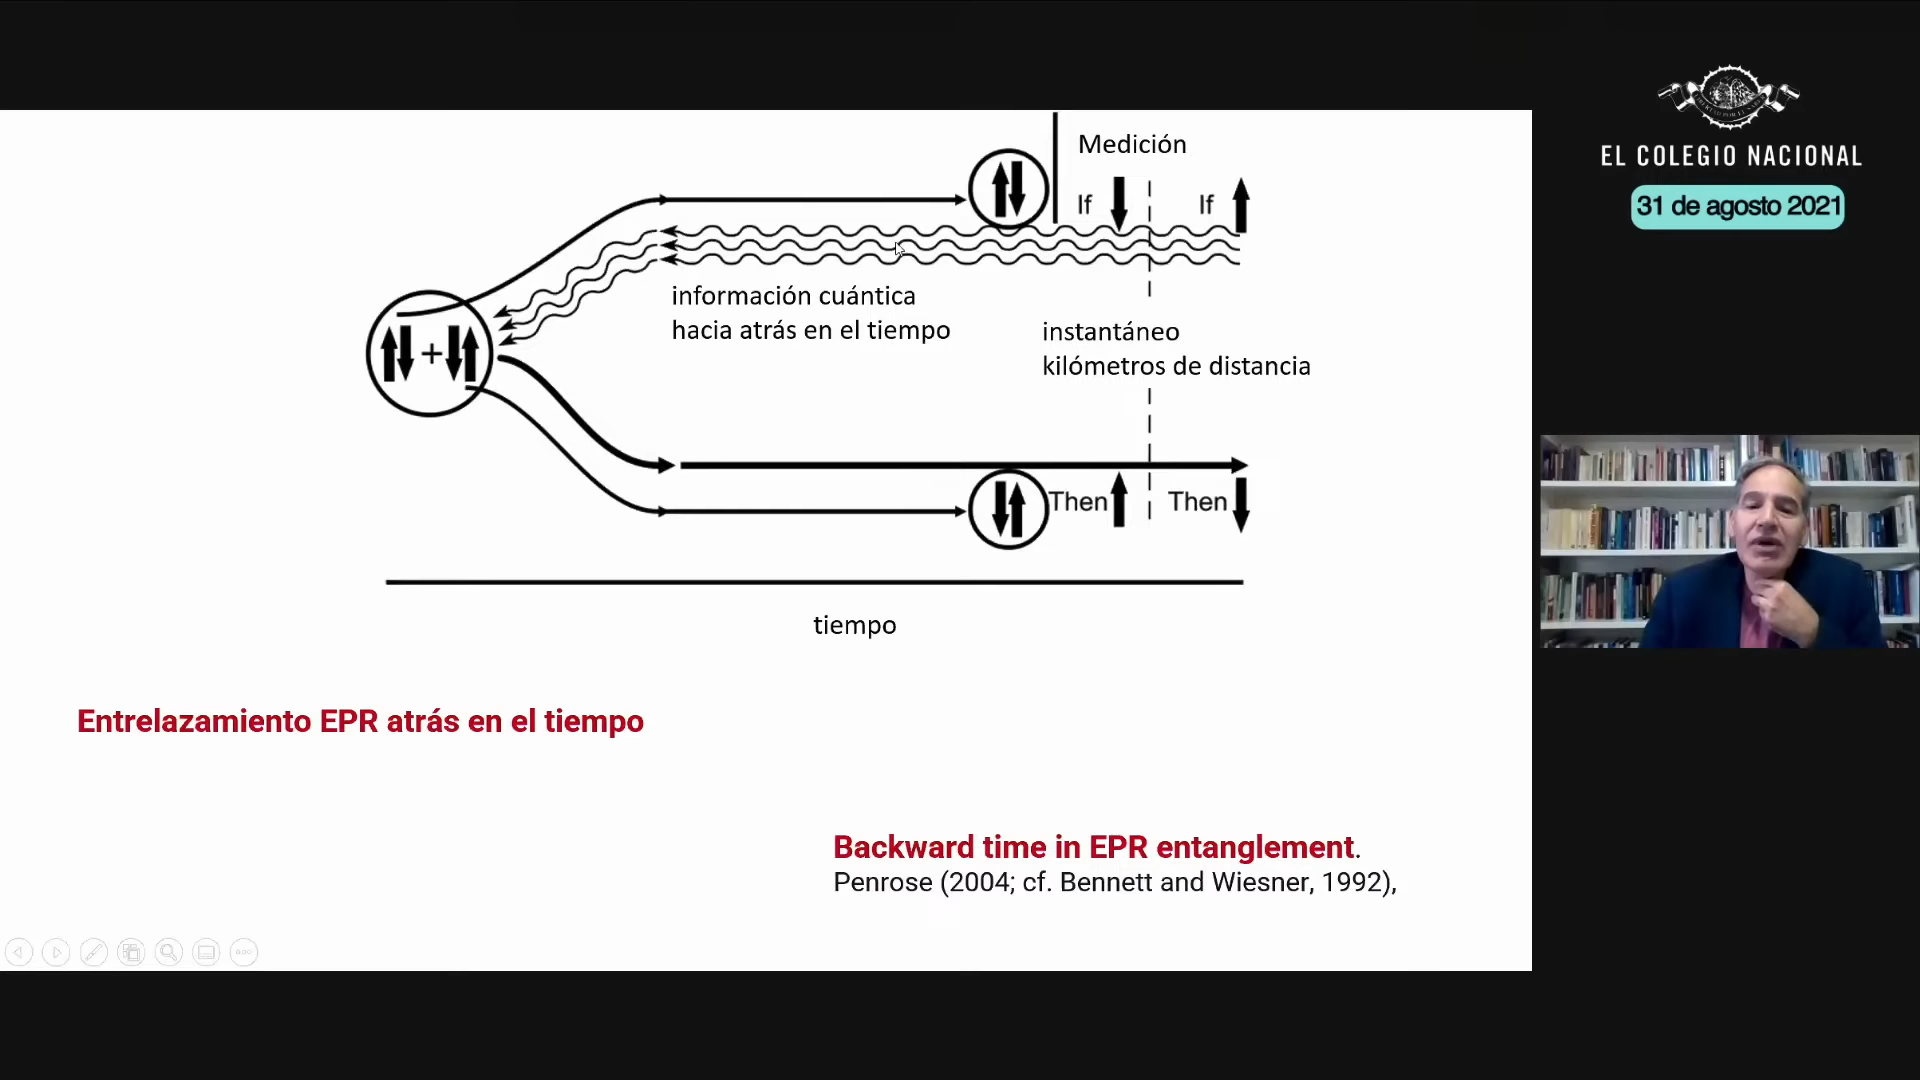 EL COLEGIO NACIONAL
31 de agosto 2021
Medición
If
If
información cuántica
hacia atrás en el tiempo
instantáneo
kilómetros de distancia
+
Then
Then
tiempo
Entrelazamiento EPR atrás en el tiempo
Backward time in EPR entanglement.
Penrose (2004; cf. Bennett and Wiesner, 1992),